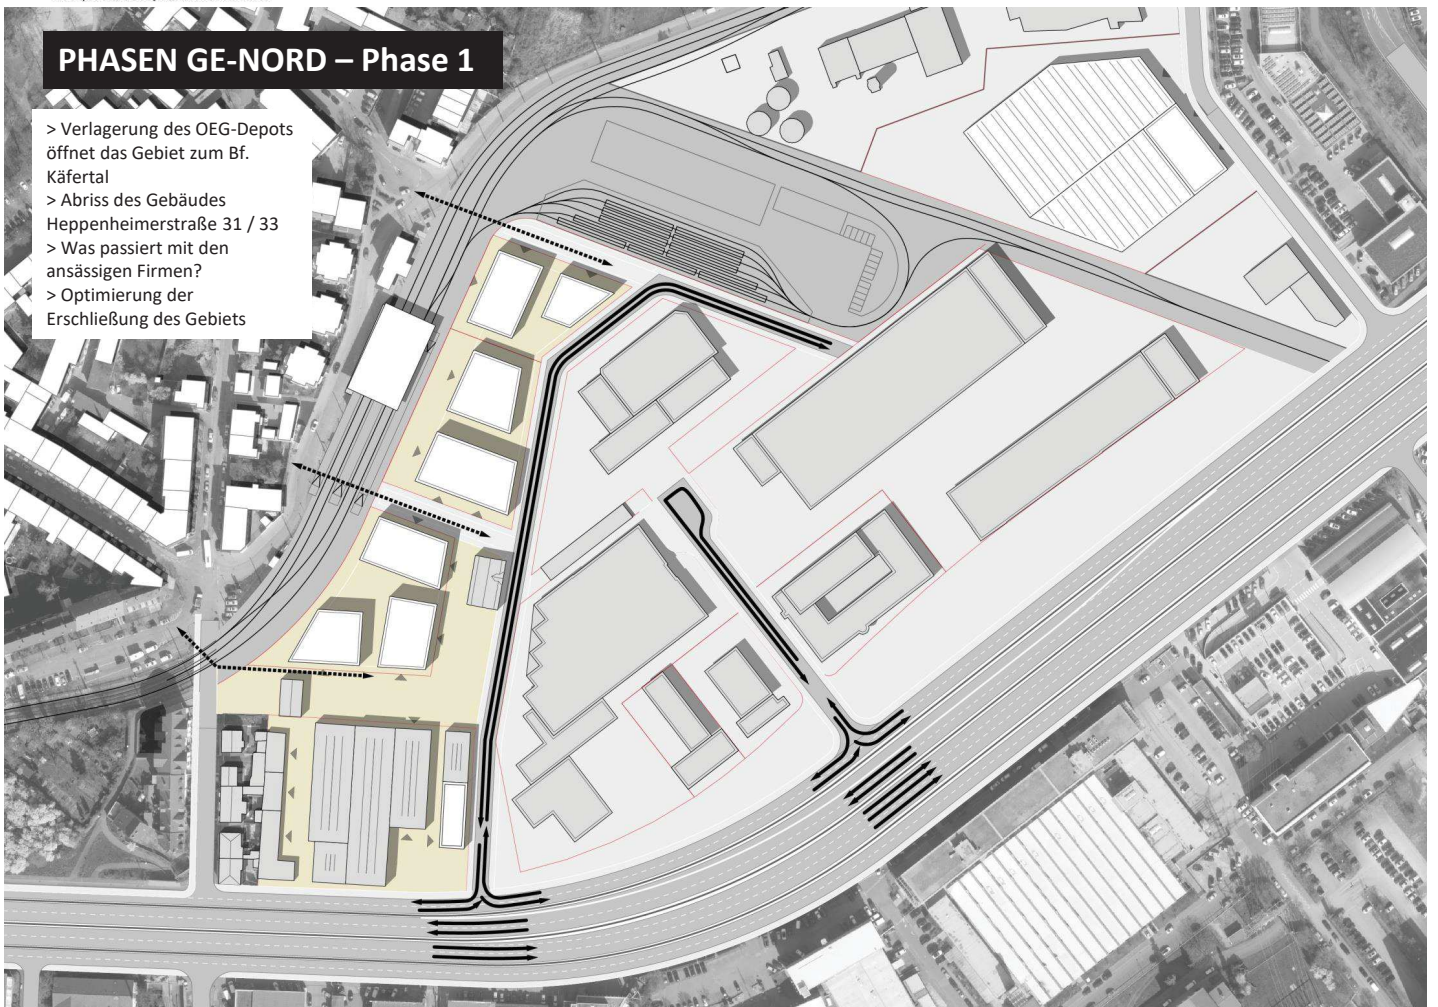 PHASEN GE-NORD – Phase 1
> Verlagerung des OEG-Depots
öffnet das Gebiet zum Bf.
Käfertal
> Abriss des Gebäudes
Heppenheimerstraße 31 / 33
> Was passiert mit den
ansässigen Firmen?
> Optimierung der
Erschließung des Gebiets